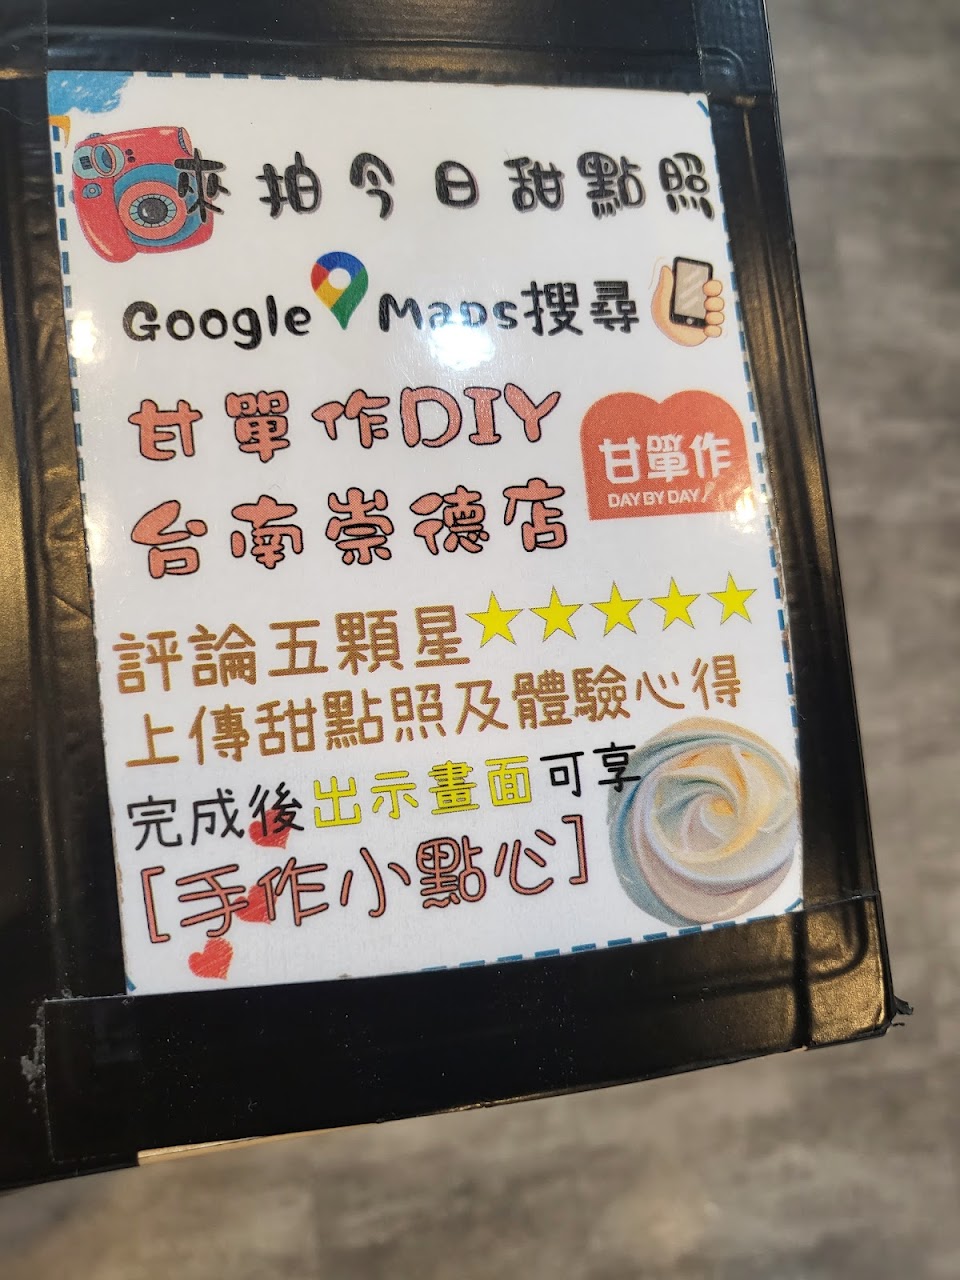 來拍今日甜點照
Google Maps搜尋
甘單作DIY
台南崇德店
甘單作
DIY
DAY BY DAY
評論五顆星★★★★★
上傳甜點照及體驗心得
完成後出示畫面可享
[手作小點心]